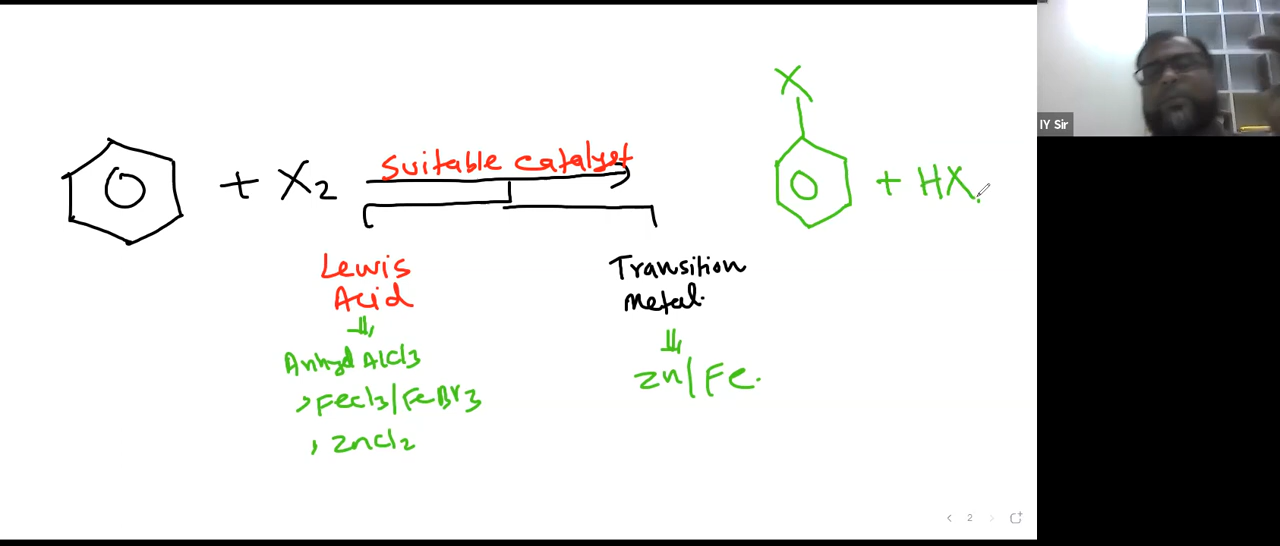 X
+ X2 Suitable catalyst + HX
Lewis
Acid
Transition
Metal.
Anhyd AlCl3
, FeCl3/FeBr3
, ZnCl2
Zn/Fe.
IY Sir
2